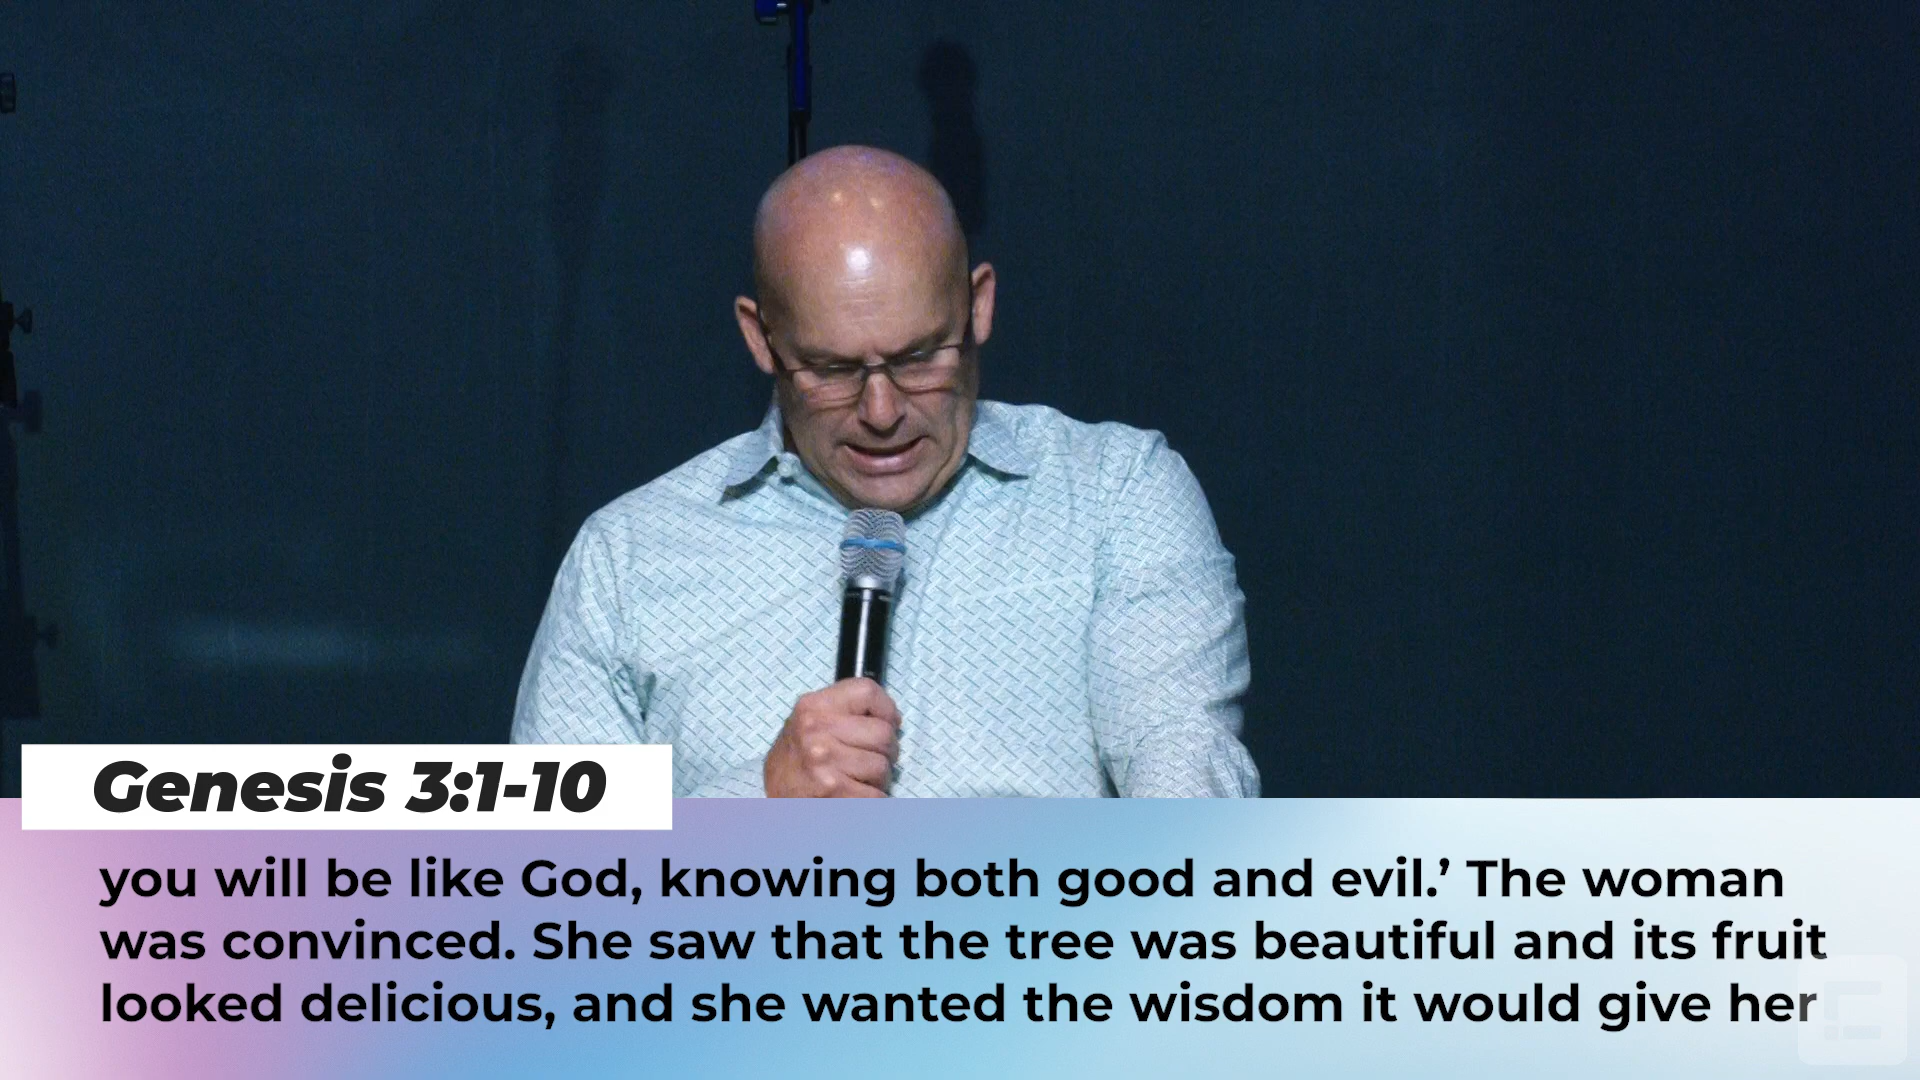 Genesis 3:1-10
you will be like God, knowing both good and evil.’ The woman
was convinced. She saw that the tree was beautiful and its fruit
looked delicious, and she wanted the wisdom it would give her